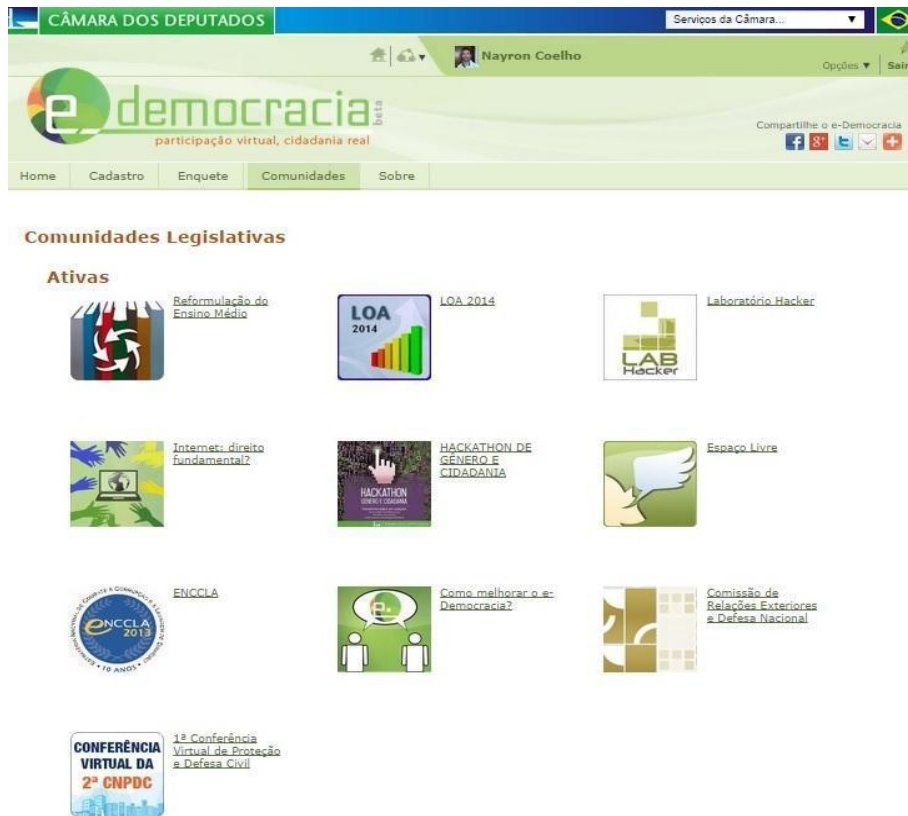 CÂMARA DOS DEPUTADOS
Serviços da Câmara...
Nayron Coelho
Opções
Sair
e democracia beta
participação virtual, cidadania real
Compartilhe o e-Democracia
Home Cadastro Enquete Comunidades Sobre
Comunidades Legislativas
Ativas
Reformulação do
Ensino Médio
LOA
2014
LOA 2014
LAB
Hacker
Laboratório Hacker
Internet: direito
fundamental?
HACKATHON
GÊNERO E CIDADANIA
HACKATHON DE
GÊNERO E
CIDADANIA
Espaço Livre
ENCCLA
2013
10 ANOS
ENCCLA
e.
Como melhorar o e-
Democracia?
Comissão de
Relações Exteriores
e Defesa Nacional
CONFERÊNCIA
VIRTUAL DA
2ª CNPDC
1ª Conferência
Virtual de Proteção
e Defesa Civil